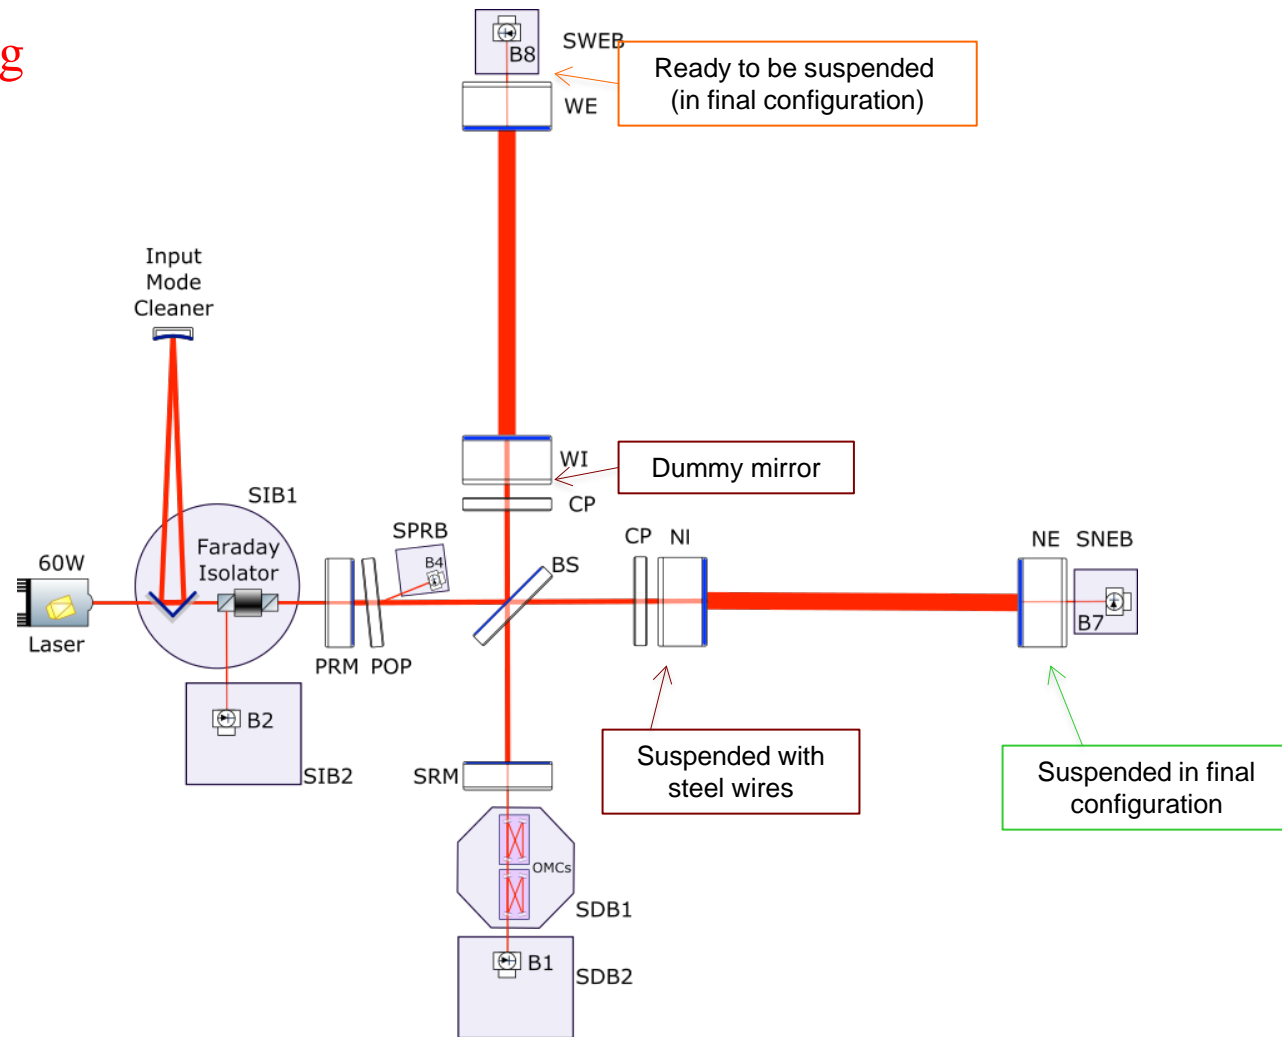 g
SWEB
B8
Ready to be suspended
(in final configuration)
WE
Input
Mode
Cleaner
WI
Dummy mirror
CP
SIB1
SPRB
CP
NI
NE
SNEB
60W
Faraday
Isolator
B4
BS
B7
Laser
PRM
POP
B2
SIB2
SRM
Suspended with
steel wires
Suspended in final
configuration
OMCs
SDB1
B1
SDB2